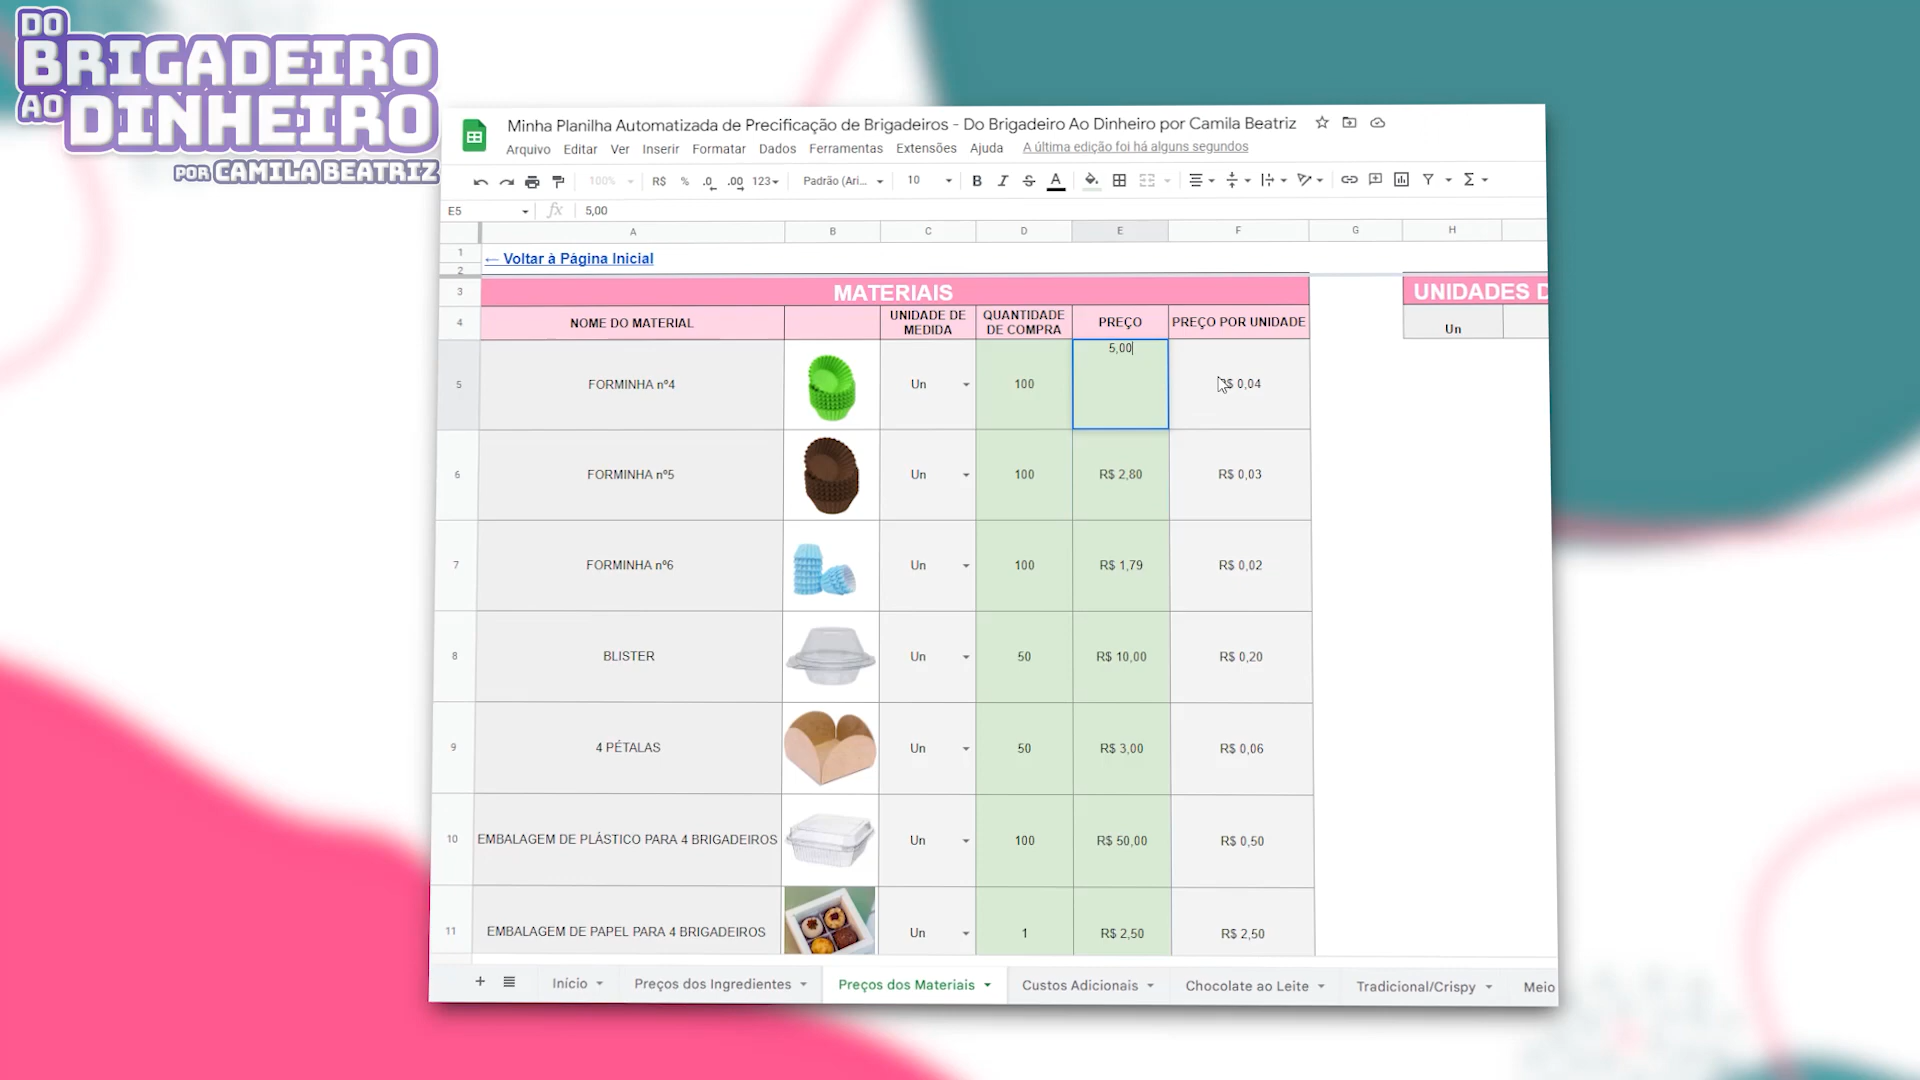 DO
BRIGADEIRO
AO DINHEIRO
POR CAMILA BEATRIZ
Minha Planilha Automatizada de Precificação de Brigadeiros - Do Brigadeiro Ao Dinheiro por Camila Beatriz
Arquivo Editar Ver Inserir Formatar Dados Ferramentas Extensões Ajuda A última edição foi há alguns segundos
100% R$ % .0 .00 123 Padrão (Ari... 10 B I S A
E5 fx 5,00
A B C D E F G H
1 ← Voltar à Página Inicial
2
3 MATERIAIS UNIDADES D
4 NOME DO MATERIAL UNIDADE DE MEDIDA QUANTIDADE DE COMPRA PREÇO PREÇO POR UNIDADE Un
5 FORMINHA nº4 Un 100 5,00 R$ 0,04
6 FORMINHA nº5 Un 100 R$ 2,80 R$ 0,03
7 FORMINHA nº6 Un 100 R$ 1,79 R$ 0,02
8 BLISTER Un 50 R$ 10,00 R$ 0,20
9 4 PÉTALAS Un 50 R$ 3,00 R$ 0,06
10 EMBALAGEM DE PLÁSTICO PARA 4 BRIGADEIROS Un 100 R$ 50,00 R$ 0,50
11 EMBALAGEM DE PAPEL PARA 4 BRIGADEIROS Un 1 R$ 2,50 R$ 2,50
Início Preços dos Ingredientes Preços dos Materiais Custos Adicionais Chocolate ao Leite Tradicional/Crispy Meio